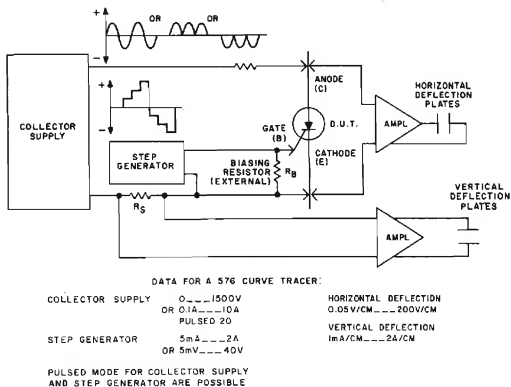 +
OR
OR
-
+
-
COLLECTOR
SUPPLY
STEP
GENERATOR
ANODE
(C)
GATE
(B)
D.U.T.
CATHODE
(E)
BIASING
RESISTOR
(EXTERNAL)
RB
RS
AMPL
HORIZONTAL
DEFLECTION
PLATES
VERTICAL
DEFLECTION
PLATES
AMPL
DATA FOR A 576 CURVE TRACER:
COLLECTOR SUPPLY 0___1500V
OR 0.1A___10A
PULSED 20
STEP GENERATOR 5mA___2A
OR 5mV___40V
HORIZONTAL DEFLECTION
0.05V/CM___200V/CM
VERTICAL DEFLECTION
1mA/CM___2A/CM
PULSED MODE FOR COLLECTOR SUPPLY
AND STEP GENERATOR ARE POSSIBLE